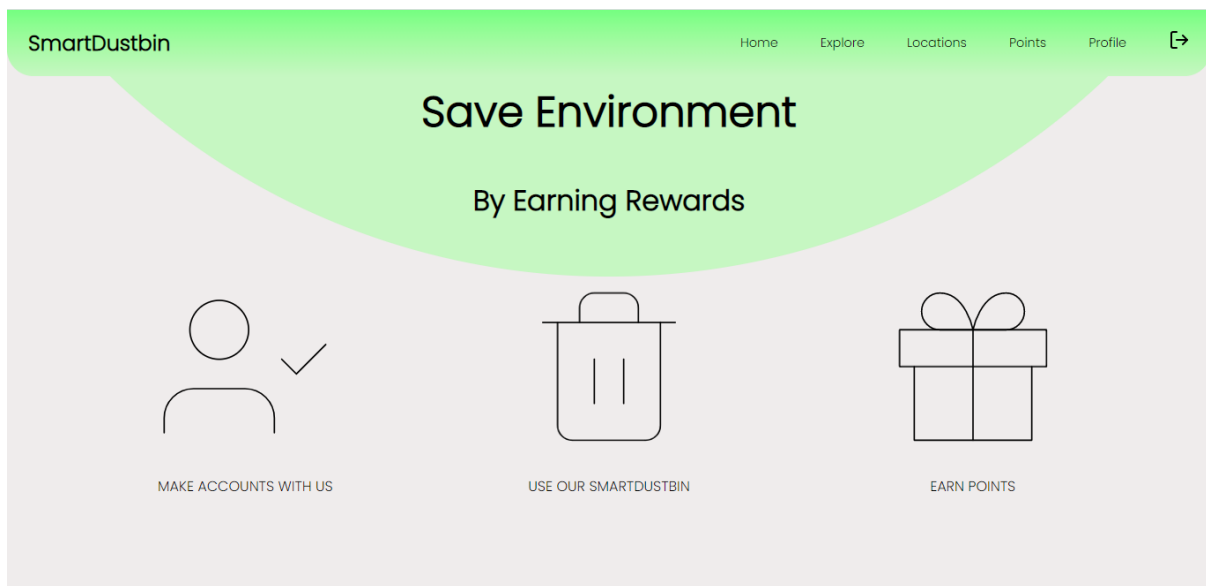 SmartDustbin
Home Explore Locations Points Profile
Save Environment
By Earning Rewards
MAKE ACCOUNTS WITH US
USE OUR SMARTDUSTBIN
EARN POINTS